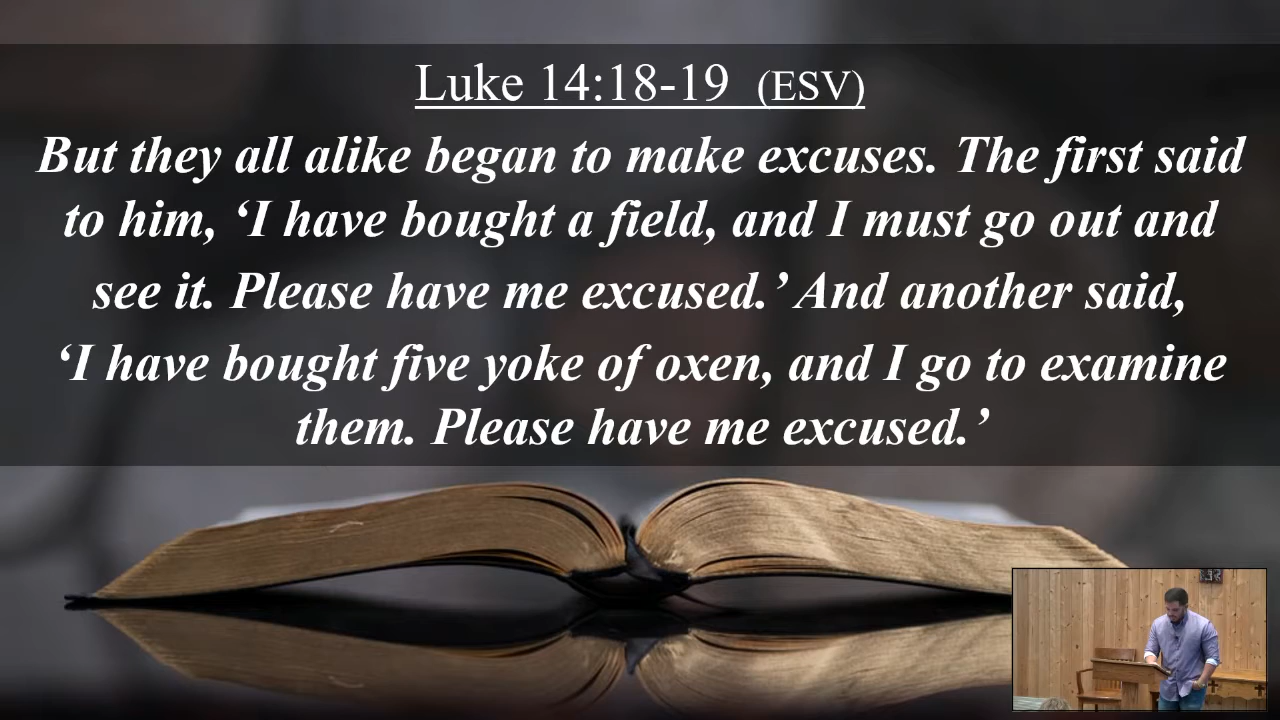 Luke 14:18-19 (ESV)
But they all alike began to make excuses. The first said
to him, ‘I have bought a field, and I must go out and
see it. Please have me excused.’ And another said,
‘I have bought five yoke of oxen, and I go to examine
them. Please have me excused.’